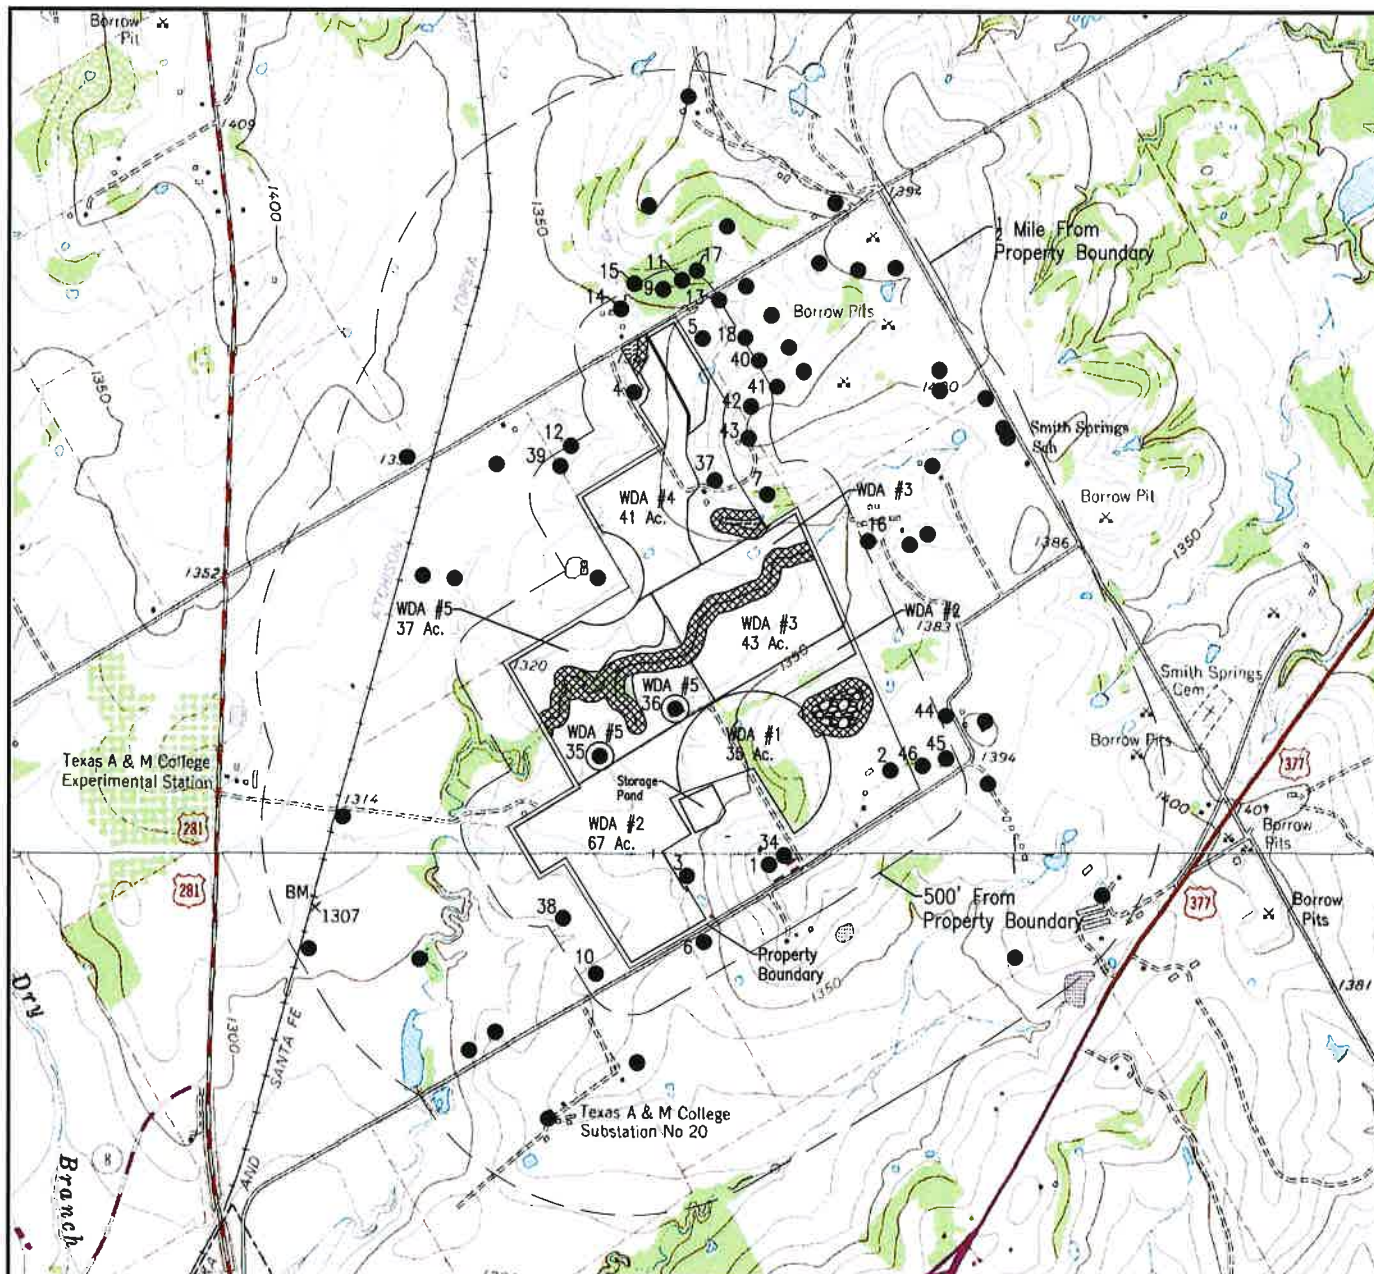 Borrow
Pit
1409
1400
1350
TOPEKA
1394
1/2 Mile From
Property Boundary
17
11
15
9
13
14
Borrow Pits
5
18
40
41
4
42
43
1350
12
39
37
7
Smith Springs
Sch
WDA #4
41 Ac.
WDA #3
16
Borrow Pit
1386
1350
1352
ATCHISON
WDA #5
37 Ac.
WDA #3
43 Ac.
WDA #2
1383
1350
1320
Smith Springs
Cem
WDA #5
36
WDA #1
35 Ac.
44
WDA #5
35
2
46
45
1394
Borrow Pits
377
Texas A & M College
Experimental Station
1314
Storage
Pond
1400
1409
281
WDA #2
67 Ac.
Borrow
Pits
34
1
3
281
BM
1307
38
500' From
Property Boundary
377
Borrow
Pits
6
10
Property
Boundary
1350
1381
Dry
1300
SANTA FE
Texas A & M College
Substation No 20
AND
8
Branch